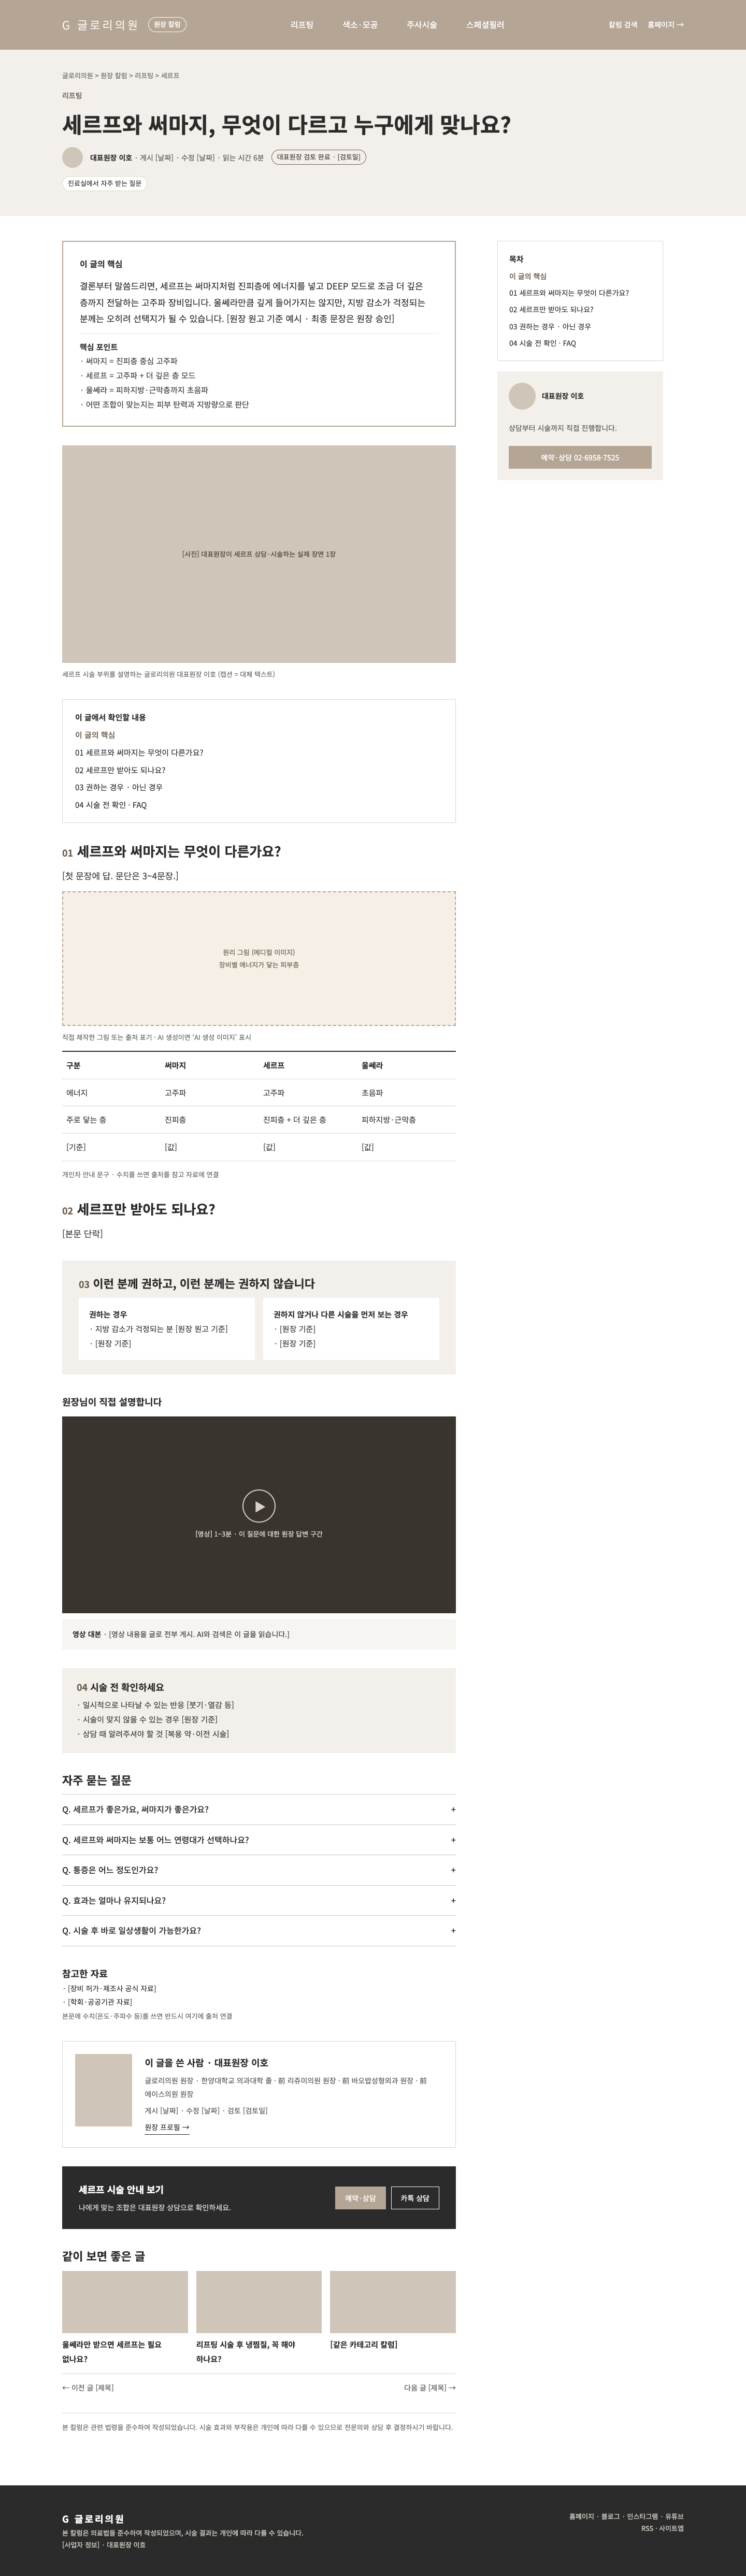 G 글로리의원 원장 칼럼 리프팅 색소·모공 주사시술 스페셜필러 칼럼 검색 홈페이지 →
글로리의원 > 원장 칼럼 > 리프팅 > 세르프
리프팅
세르프와 써마지, 무엇이 다르고 누구에게 맞나요?
대표원장 이호 · 게시 [날짜] · 수정 [날짜] · 읽는 시간 6분 대표원장 검토 완료 · [검토일]
진료실에서 자주 받는 질문
이 글의 핵심
결론부터 말씀드리면, 세르프는 써마지처럼 진피층에 에너지를 넣고 DEEP 모드로 조금 더 깊은
층까지 전달하는 고주파 장비입니다. 울쎄라만큼 깊게 들어가지는 않지만, 지방 감소가 걱정되는
분께는 오히려 선택지가 될 수 있습니다. [원장 원고 기준 예시 · 최종 문장은 원장 승인]
핵심 포인트
· 써마지 = 진피층 중심 고주파
· 세르프 = 고주파 + 더 깊은 층 모드
· 울쎄라 = 피하지방·근막층까지 초음파
· 어떤 조합이 맞는지는 피부 탄력과 지방량으로 판단
목차
이 글의 핵심
01 세르프와 써마지는 무엇이 다른가요?
02 세르프만 받아도 되나요?
03 권하는 경우 · 아닌 경우
04 시술 전 확인 · FAQ
대표원장 이호
상담부터 시술까지 직접 진행합니다.
예약·상담 02-6958-7525
[사진] 대표원장이 세르프 상담·시술하는 실제 장면 1장
세르프 시술 부위를 설명하는 글로리의원 대표원장 이호 (캡션 = 대체 텍스트)
이 글에서 확인할 내용
이 글의 핵심
01 세르프와 써마지는 무엇이 다른가요?
02 세르프만 받아도 되나요?
03 권하는 경우 · 아닌 경우
04 시술 전 확인 · FAQ
01 세르프와 써마지는 무엇이 다른가요?
[첫 문장에 답. 문단은 3~4문장.]
원리 그림 (메디컬 이미지)
장비별 에너지가 닿는 피부층
직접 제작한 그림 또는 출처 표기 · AI 생성이면 'AI 생성 이미지' 표시
구분 써마지 세르프 울쎄라
에너지 고주파 고주파 초음파
주로 닿는 층 진피층 진피층 + 더 깊은 층 피하지방·근막층
[기준] [값] [값] [값]
개인차 안내 문구 · 수치를 쓰면 출처를 참고 자료에 연결
02 세르프만 받아도 되나요?
[본문 단락]
03 이런 분께 권하고, 이런 분께는 권하지 않습니다
권하는 경우
· 지방 감소가 걱정되는 분 [원장 원고 기준]
· [원장 기준]
권하지 않거나 다른 시술을 먼저 보는 경우
· [원장 기준]
· [원장 기준]
원장님이 직접 설명합니다
[영상] 1~3분 · 이 질문에 대한 원장 답변 구간
영상 대본 · [영상 내용을 글로 전부 게시. AI와 검색은 이 글을 읽습니다.]
04 시술 전 확인하세요
· 일시적으로 나타날 수 있는 반응 [붓기·열감 등]
· 시술이 맞지 않을 수 있는 경우 [원장 기준]
· 상담 때 알려주셔야 할 것 [복용 약·이전 시술]
자주 묻는 질문
Q. 세르프가 좋은가요, 써마지가 좋은가요? +
Q. 세르프와 써마지는 보통 어느 연령대가 선택하나요? +
Q. 통증은 어느 정도인가요? +
Q. 효과는 얼마나 유지되나요? +
Q. 시술 후 바로 일상생활이 가능한가요? +
참고한 자료
· [장비 허가·제조사 공식 자료]
· [학회·공공기관 자료]
본문에 수치(온도·주파수 등)를 쓰면 반드시 여기에 출처 연결
이 글을 쓴 사람 · 대표원장 이호
글로리의원 원장 · 한양대학교 의과대학 졸 · 前 리쥬미의원 원장 · 前 바오밥성형외과 원장 · 前
에이스의원 원장
게시 [날짜] · 수정 [날짜] · 검토 [검토일]
원장 프로필 →
세르프 시술 안내 보기
나에게 맞는 조합은 대표원장 상담으로 확인하세요.
예약·상담 카톡 상담
같이 보면 좋은 글
울쎄라만 받으면 세르프는 필요
없나요?
리프팅 시술 후 냉찜질, 꼭 해야
하나요?
[같은 카테고리 칼럼]
← 이전 글 [제목] 다음 글 [제목] →
본 칼럼은 관련 법령을 준수하여 작성되었습니다. 시술 효과와 부작용은 개인에 따라 다를 수 있으므로 전문의와 상담 후 결정하시기 바랍니다.
G 글로리의원
본 칼럼은 의료법을 준수하여 작성되었으며, 시술 결과는 개인에 따라 다를 수 있습니다.
[사업자 정보] · 대표원장 이호
홈페이지 · 블로그 · 인스타그램 · 유튜브
RSS · 사이트맵